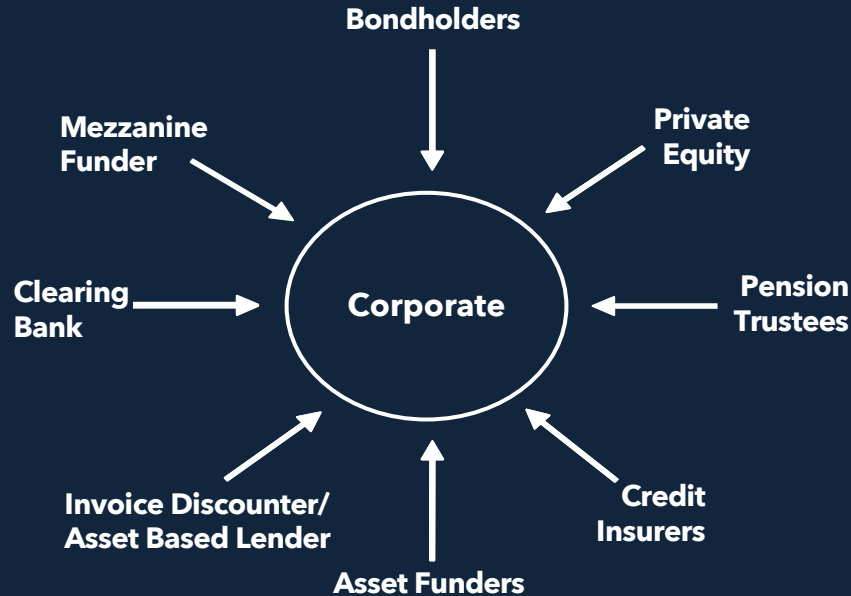 Bondholders
Mezzanine
Funder
Private
Equity
Clearing
Bank
Corporate
Pension
Trustees
Invoice Discounter/
Asset Based Lender
Credit
Insurers
Asset Funders